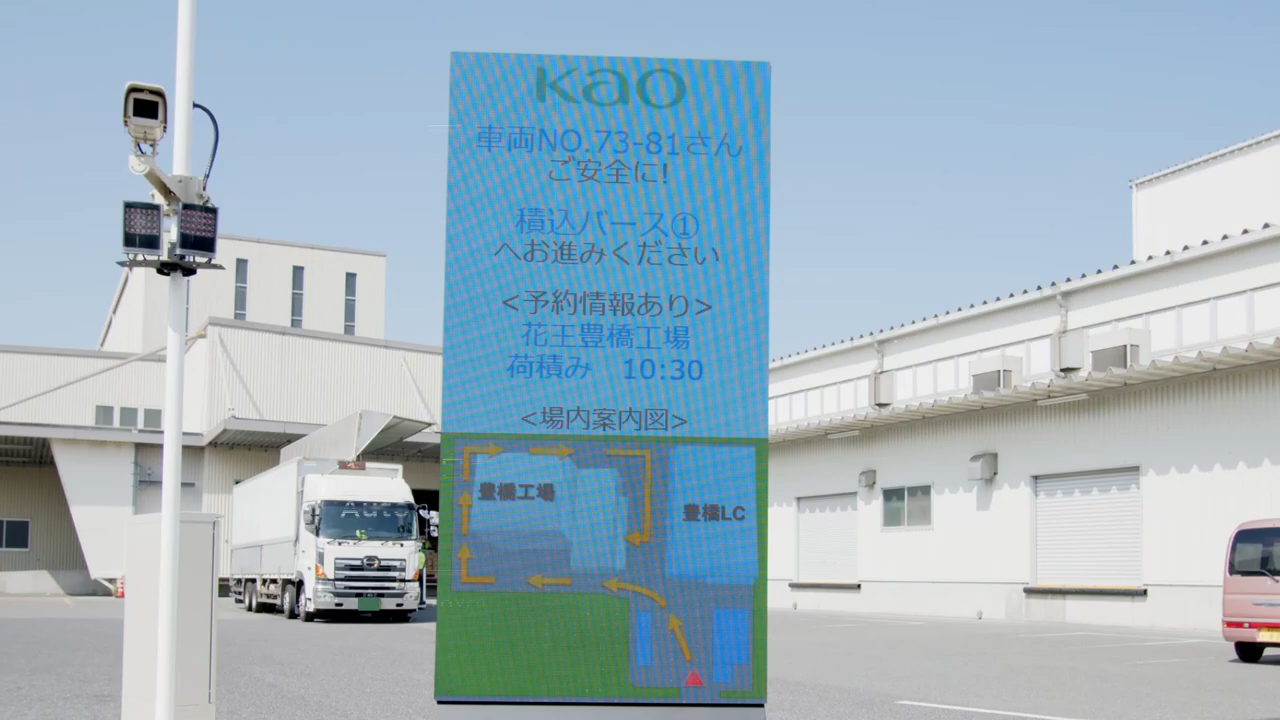 Kao
車両NO.73-81さん
ご安全に!
積込バース①
へお進みください
<予約情報あり>
花王豊橋工場
荷積み　10:30
<場内案内図>
豊橋工場
豊橋LC